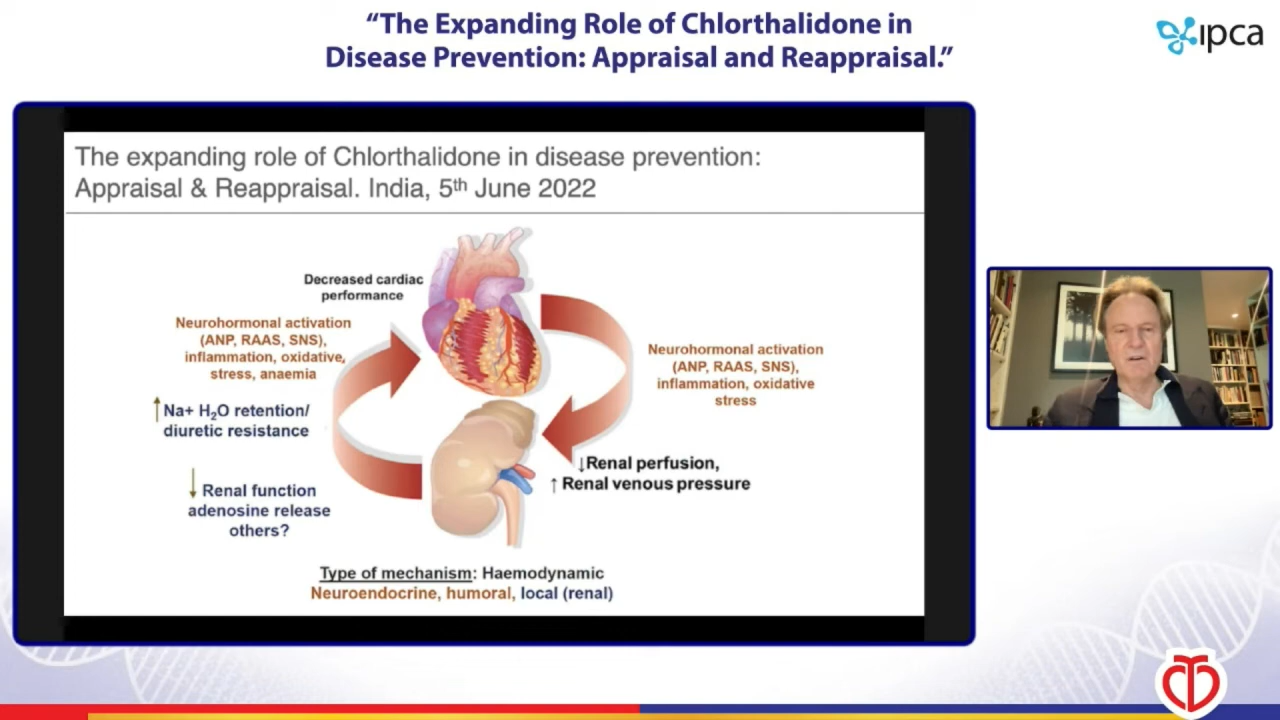 “The Expanding Role of Chlorthalidone in
Disease Prevention: Appraisal and Reappraisal.”
ipca
The expanding role of Chlorthalidone in disease prevention:
Appraisal & Reappraisal. India, 5th June 2022
Decreased cardiac
performance
Neurohormonal activation
(ANP, RAAS, SNS),
inflammation, oxidative,
stress, anaemia
↑Na+ H₂O retention/
diuretic resistance
↓ Renal function
adenosine release
others?
Neurohormonal activation
(ANP, RAAS, SNS),
inflammation, oxidative
stress
↓Renal perfusion,
↑ Renal venous pressure
Type of mechanism: Haemodynamic
Neuroendocrine, humoral, local (renal)